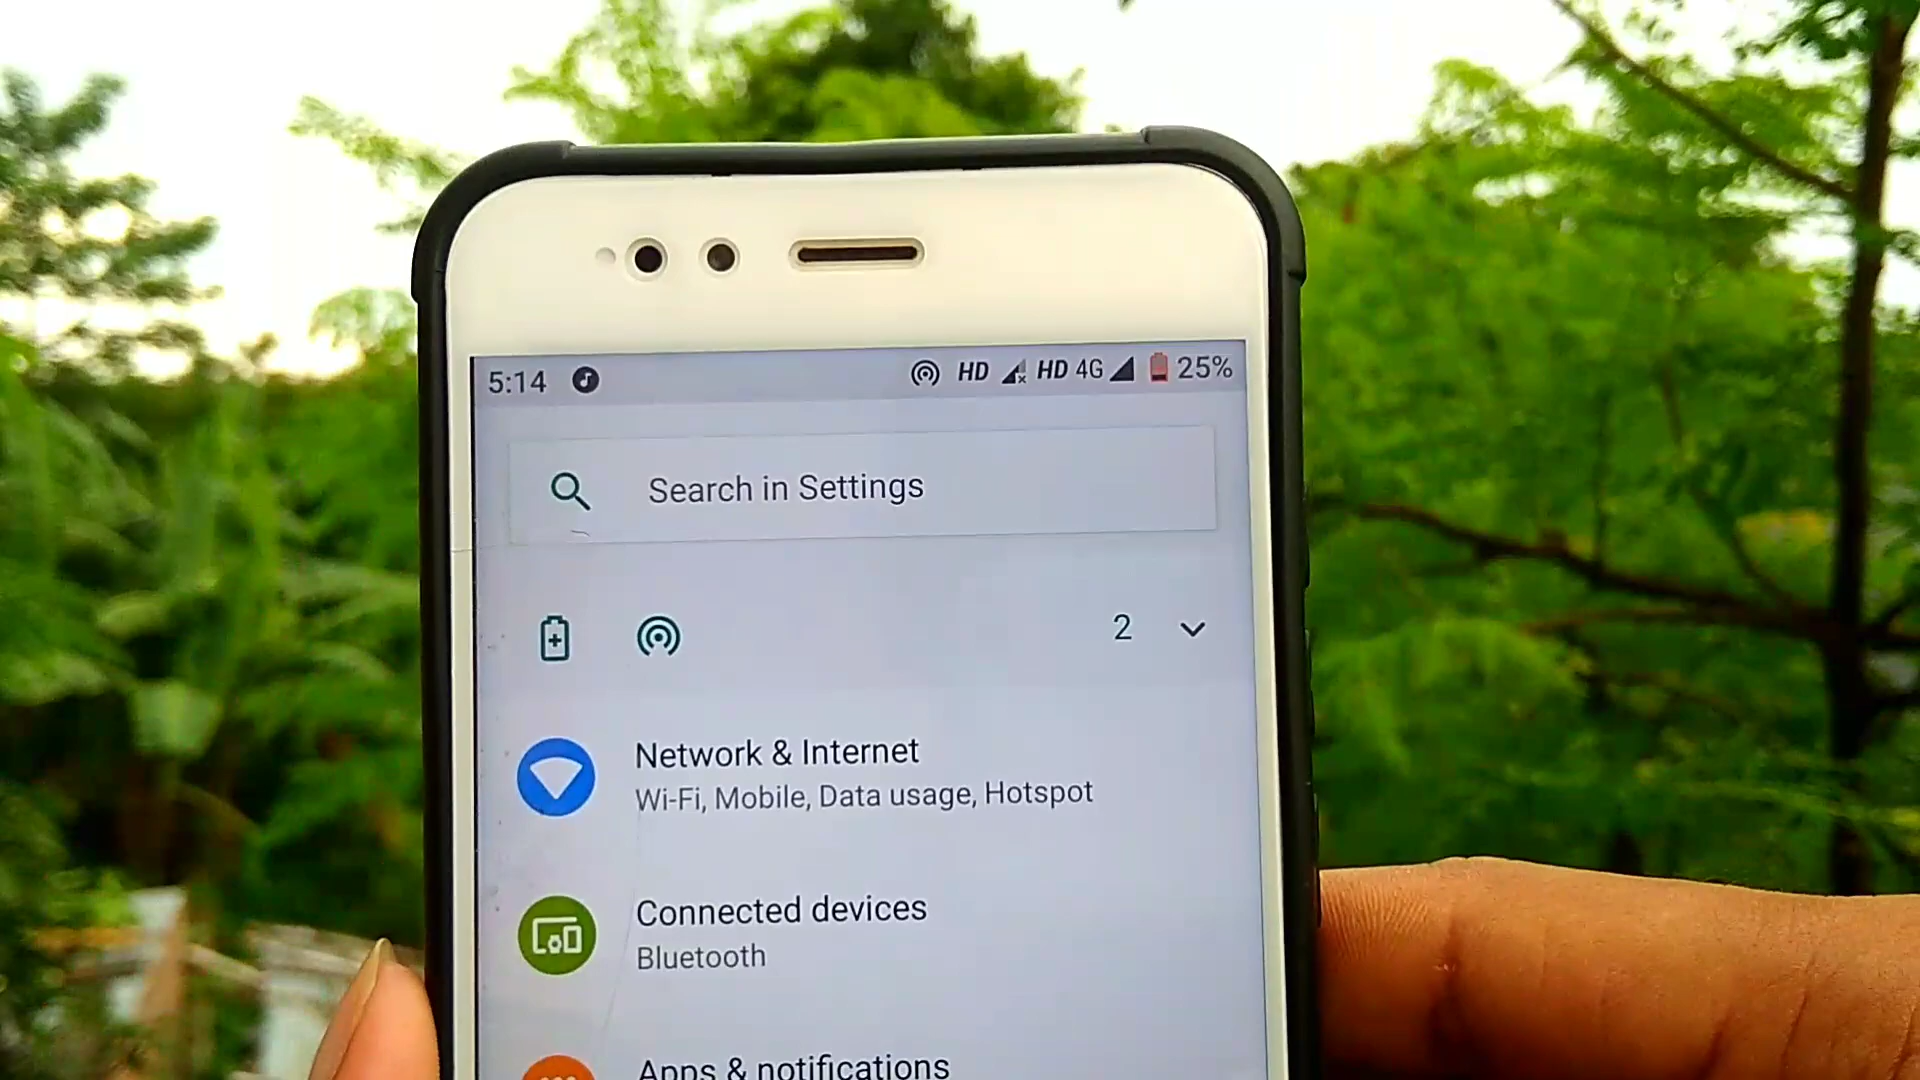 5:14 HD HD 4G 25%
Search in Settings
2
Network & Internet
Wi-Fi, Mobile, Data usage, Hotspot
Connected devices
Bluetooth
Apps & notifications